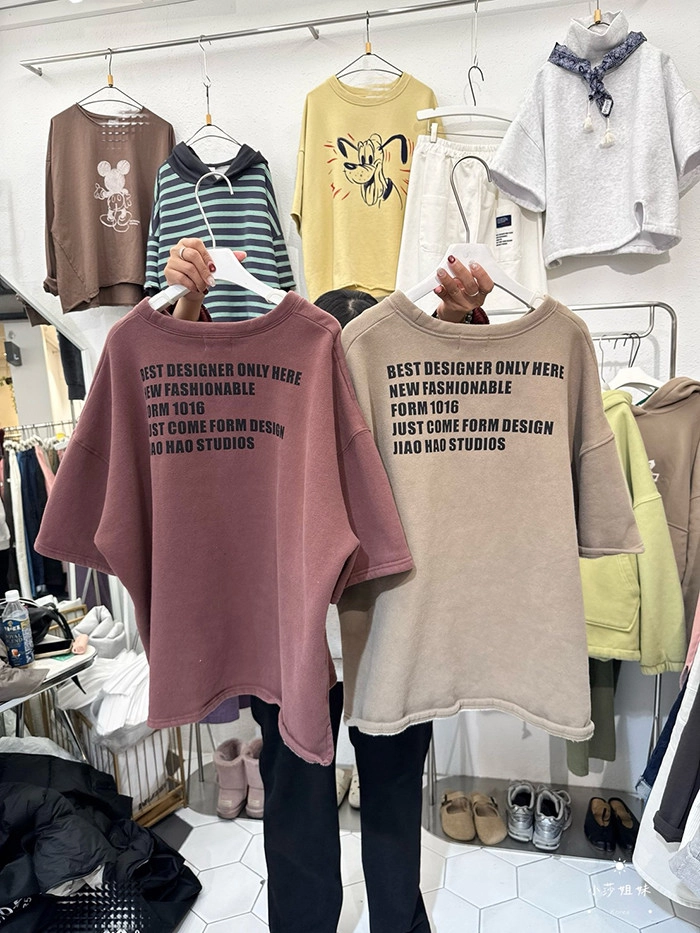 BEST DESIGNER ONLY HERE
NEW FASHIONABLE
FORM 1016
JUST COME FORM DESIGN
JIAO HAO STUDIOS
BEST DESIGNER ONLY HERE
NEW FASHIONABLE
FORM 1016
JUST COME FORM DESIGN
JIAO HAO STUDIOS
小莎姐妹